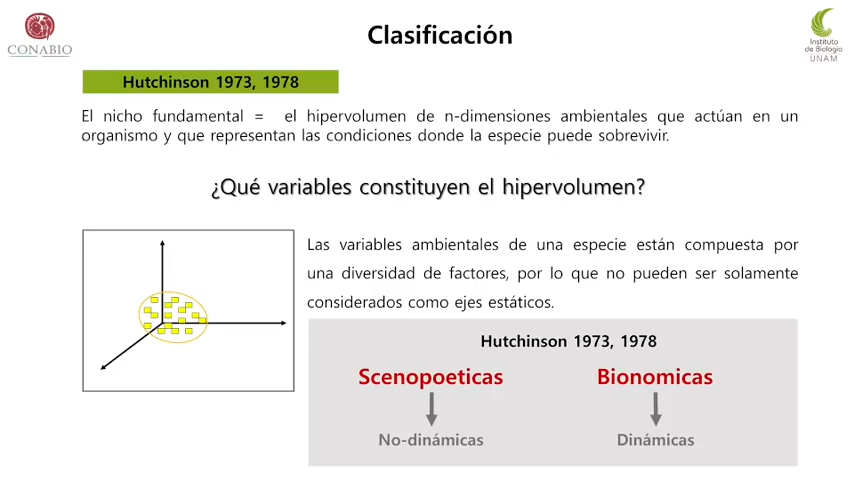 Clasificación
CONABIO
Instituto
de Biología
UNAM
Hutchinson 1973, 1978
El nicho fundamental = el hipervolumen de n-dimensiones ambientales que actúan en un
organismo y que representan las condiciones donde la especie puede sobrevivir.
¿Qué variables constituyen el hipervolumen?
Las variables ambientales de una especie están compuesta por
una diversidad de factores, por lo que no pueden ser solamente
considerados como ejes estáticos.
Hutchinson 1973, 1978
Scenopoeticas
Bionomicas
No-dinámicas
Dinámicas